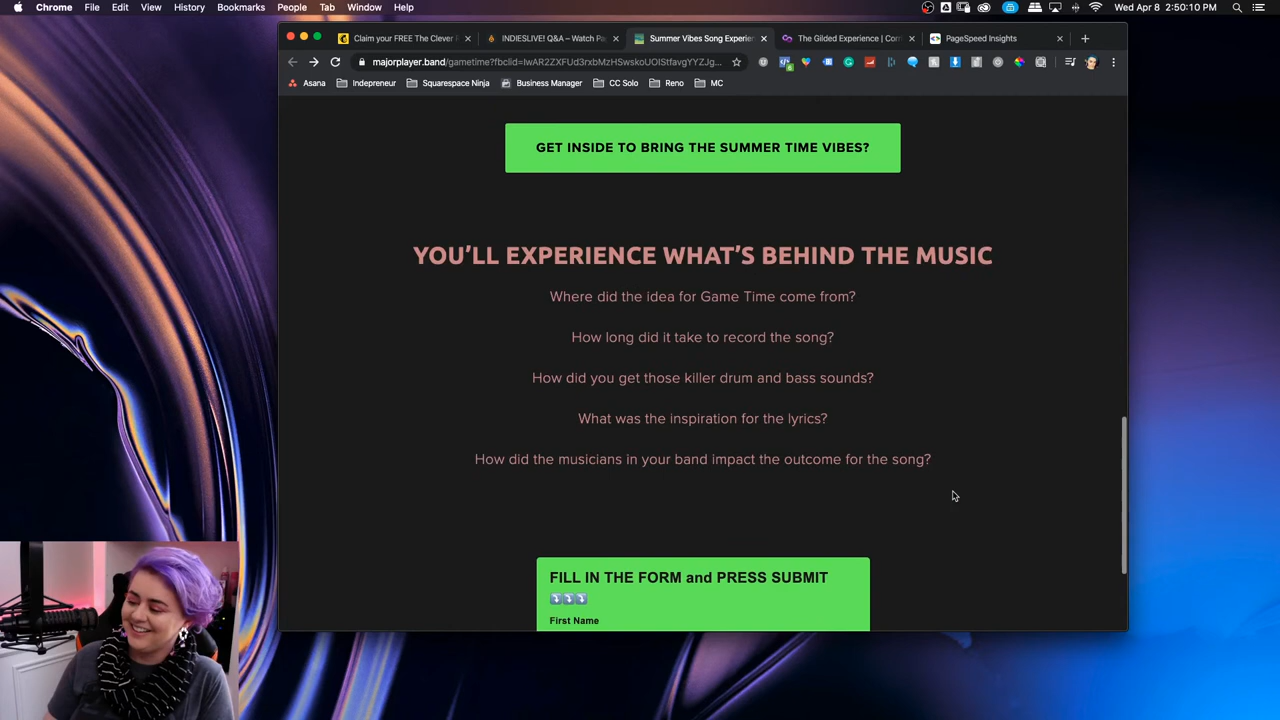 Chrome File Edit View History Bookmarks People Tab Window Help
Wed Apr 8 2:50:10 PM
Claim your FREE The Clever
INDIESLIVE! Q&A – Watch Pa
Summer Vibes Song Experien
The Gilded Experience | Com
PageSpeed Insights
majorplayer.band/gametime?fbclid=
Asana Indepreneur Squarespace Ninja Business Manager CC Solo Reno MC
GET INSIDE TO BRING THE SUMMER TIME VIBES?
YOU'LL EXPERIENCE WHAT'S BEHIND THE MUSIC
Where did the idea for Game Time come from?
How long did it take to record the song?
How did you get those killer drum and bass sounds?
What was the inspiration for the lyrics?
How did the musicians in your band impact the outcome for the song?
FILL IN THE FORM and PRESS SUBMIT
First Name